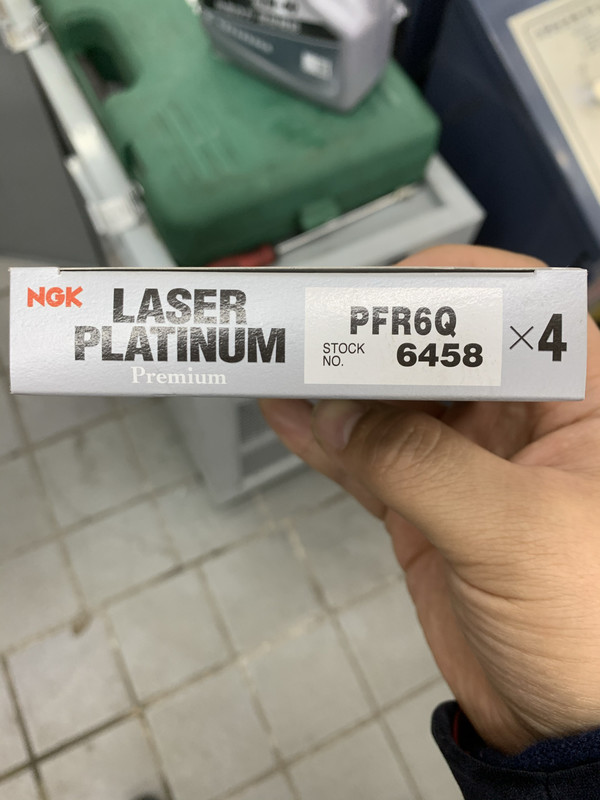 NGK
LASER
PLATINUM
Premium
PFR6Q
STOCK
NO.
6458
×4